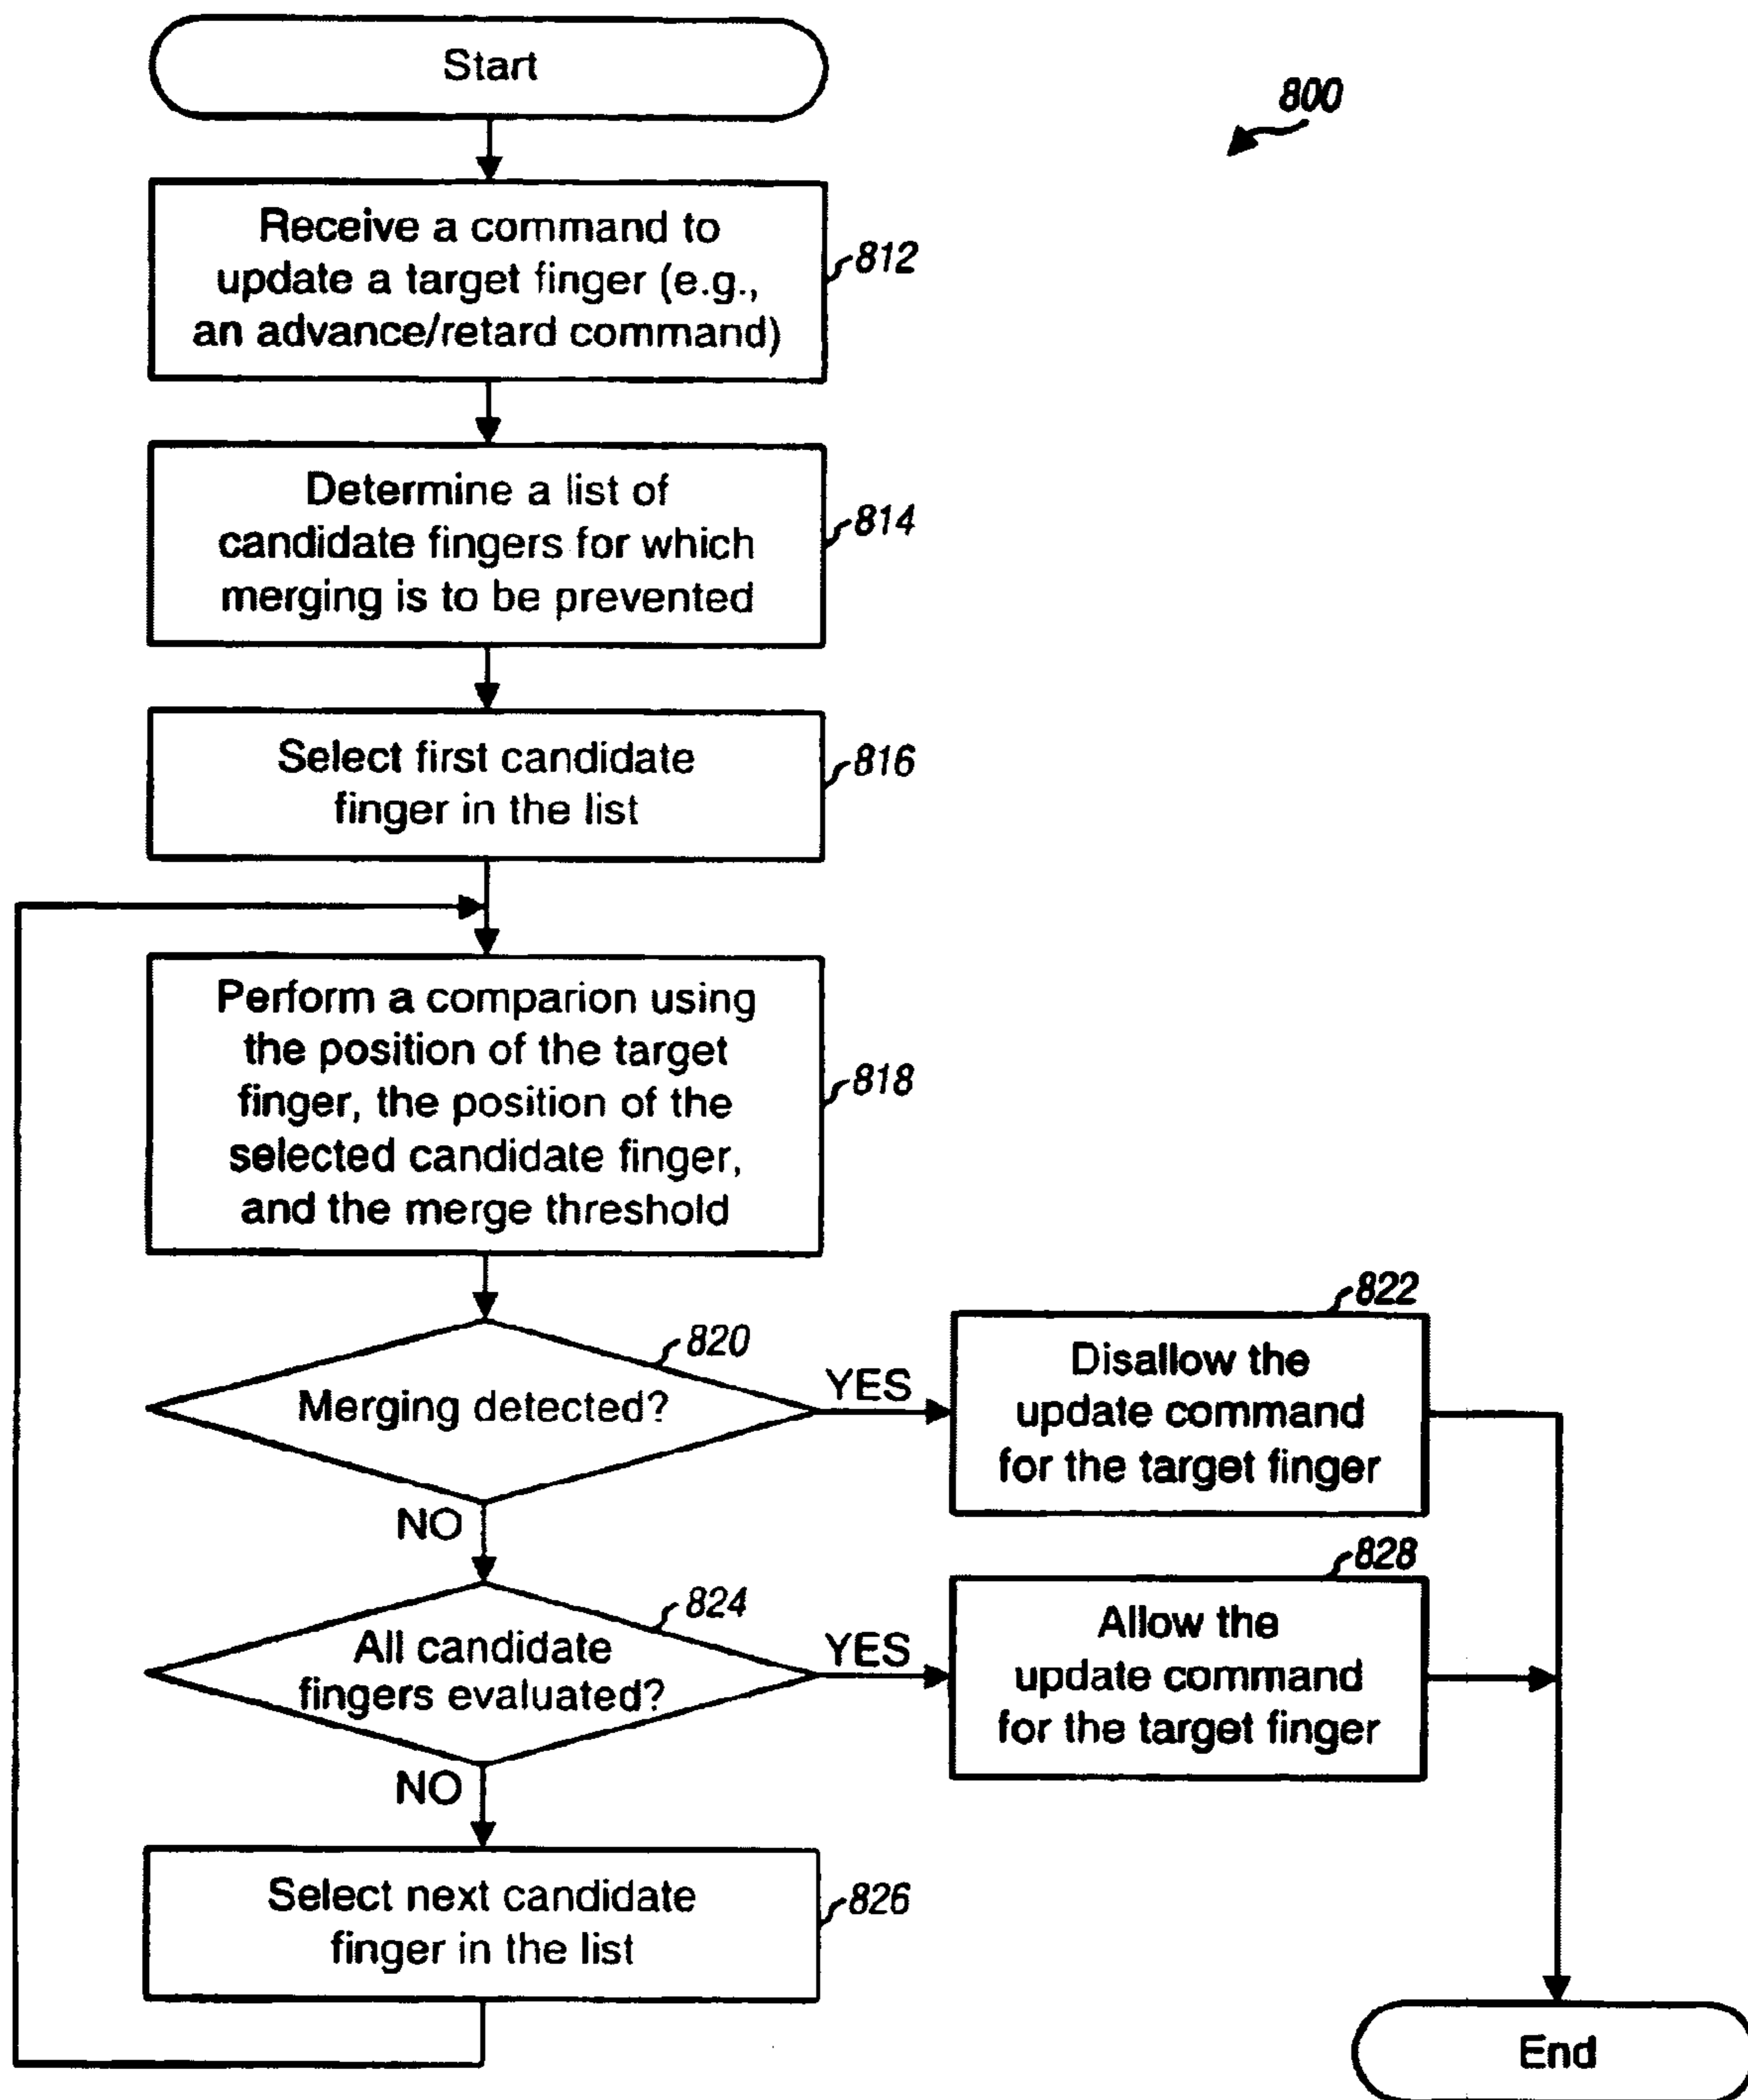 Start
800
Receive a command to
update a target finger (e.g.,
an advance/retard command)
812
Determine a list of
candidate fingers for which
merging is to be prevented
814
Select first candidate
finger in the list
816
Perform a comparion using
the position of the target
finger, the position of the
selected candidate finger,
and the merge threshold
818
Merging detected?
820
YES
Disallow the
update command
for the target finger
822
NO
All candidate
fingers evaluated?
824
YES
Allow the
update command
for the target finger
828
NO
Select next candidate
finger in the list
826
End